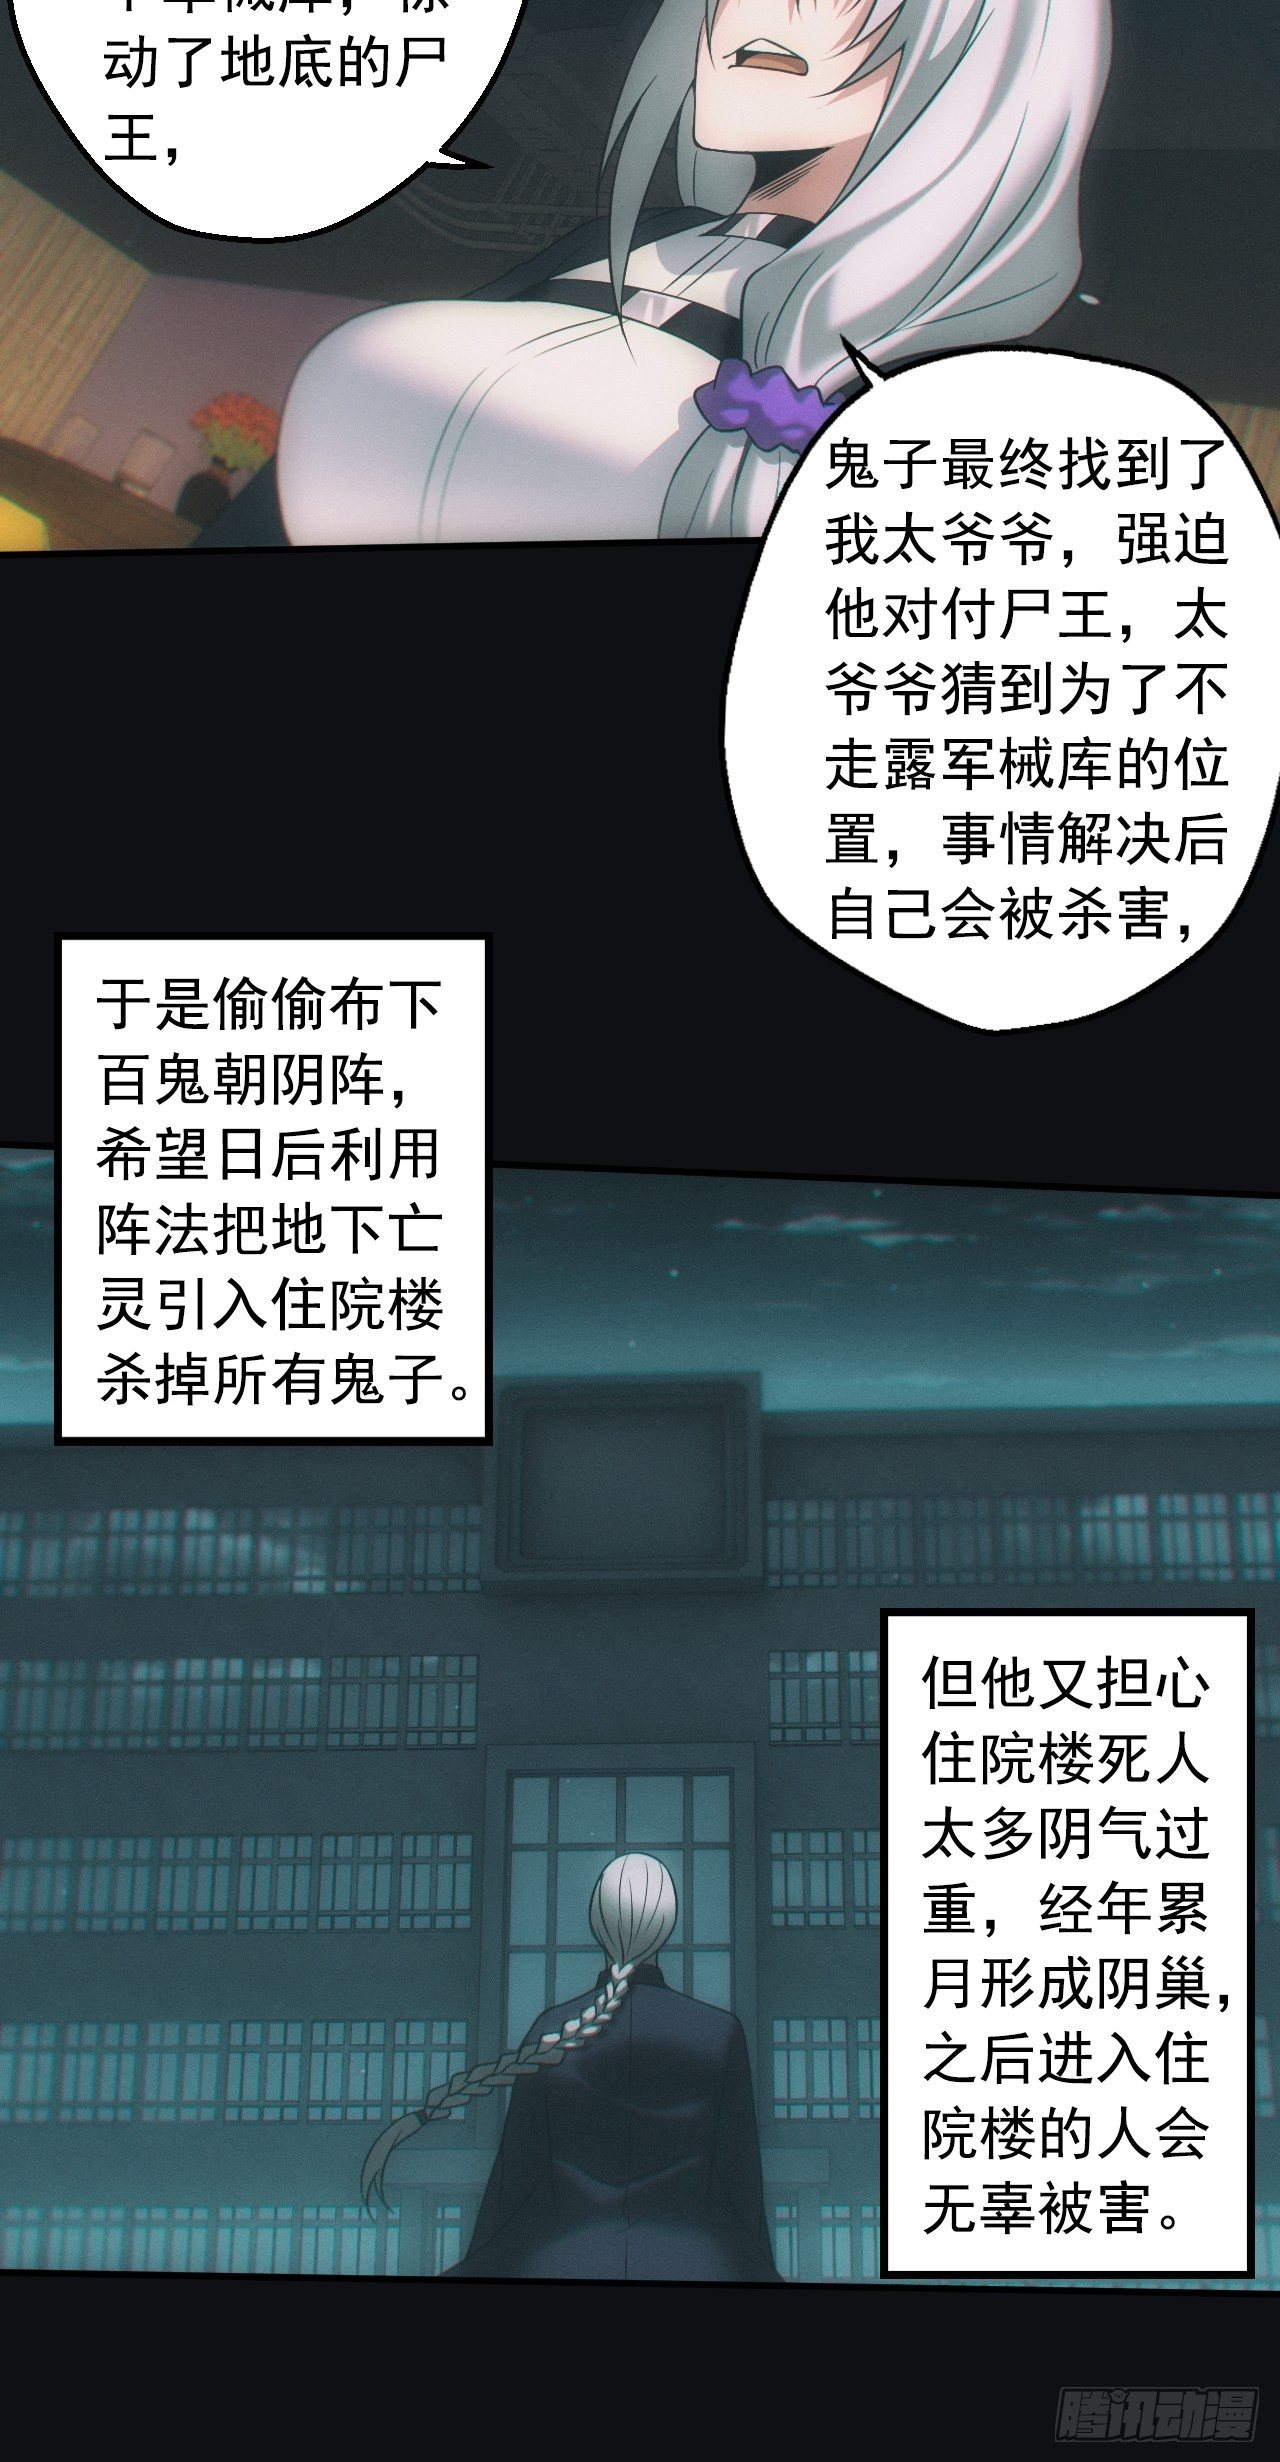 动了地底的尸
王，
鬼子最终找到了
我太爷爷，强迫
他对付尸王，太
爷爷猜到为了不
走露军械库的位
置，事情解决后
自己会被杀害，
于是偷偷布下
百鬼朝阴阵，
希望日后利用
阵法把地下亡
灵引入住院楼
杀掉所有鬼子。
但他又担心
住院楼死人
太多阴气过
重，经年累
月形成阴巢，
之后进入住
院楼的人会
无辜被害。
腾讯动漫